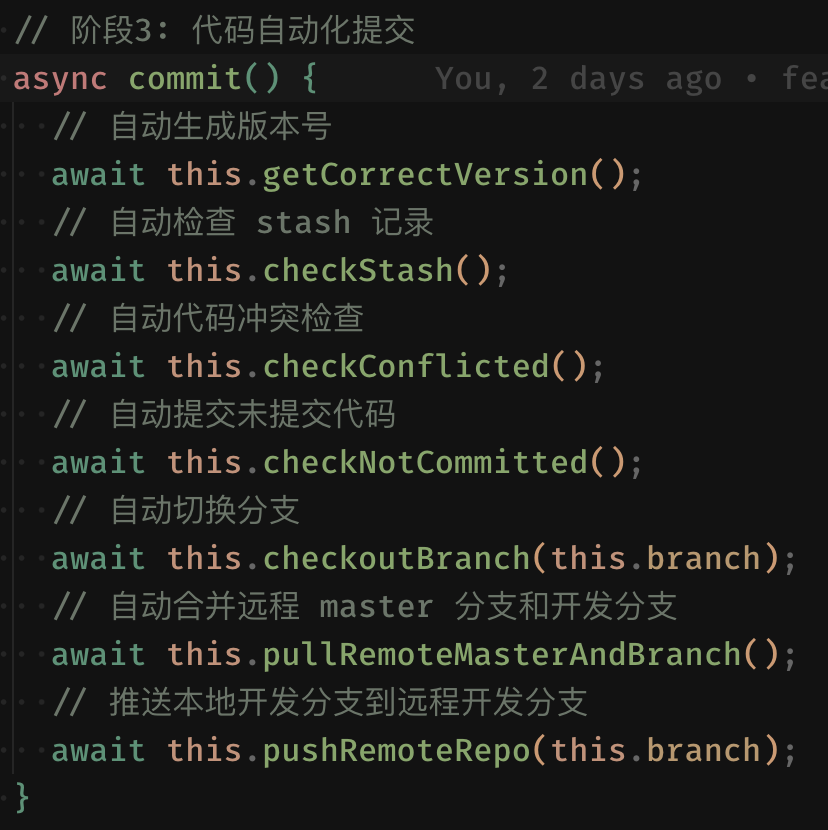 // 阶段3: 代码自动化提交
async commit() { You, 2 days ago • fea
// 自动生成版本号
await this.getCorrectVersion();
// 自动检查 stash 记录
await this.checkStash();
// 自动代码冲突检查
await this.checkConflicted();
// 自动提交未提交代码
await this.checkNotCommitted();
// 自动切换分支
await this.checkoutBranch(this.branch);
// 自动合并远程 master 分支和开发分支
await this.pullRemoteMasterAndBranch();
// 推送本地开发分支到远程开发分支
await this.pushRemoteRepo(this.branch);
}